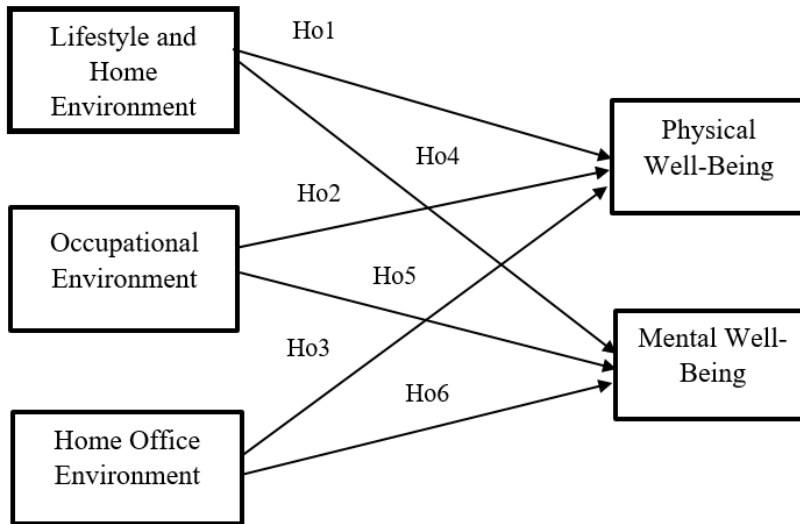 Lifestyle and
Home
Environment
Ho1
Physical
Well-Being
Ho4
Ho2
Occupational
Environment
Ho5
Mental Well-
Being
Ho3
Ho6
Home Office
Environment